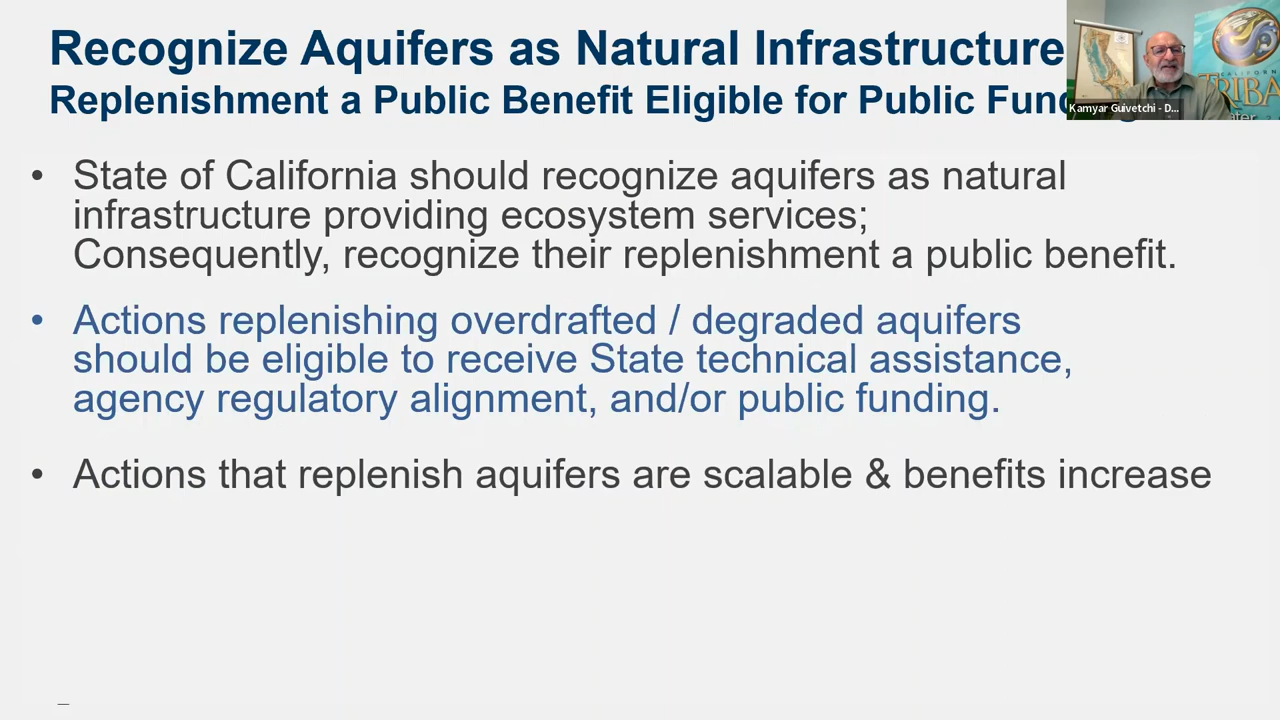 Recognize Aquifers as Natural Infrastructure
Replenishment a Public Benefit Eligible for Public
Kamyar Guivetchi - D...
• State of California should recognize aquifers as natural
infrastructure providing ecosystem services;
Consequently, recognize their replenishment a public benefit.
• Actions replenishing overdrafted / degraded aquifers
should be eligible to receive State technical assistance,
agency regulatory alignment, and/or public funding.
• Actions that replenish aquifers are scalable & benefits increase